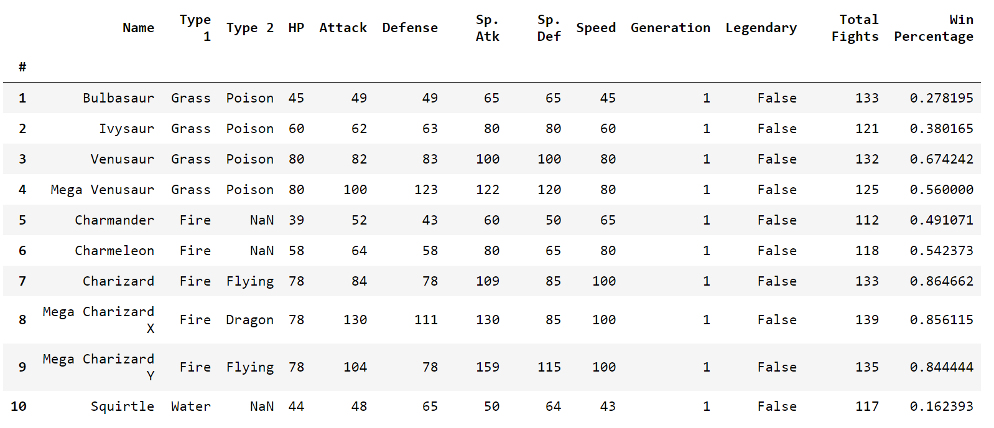 Name Type 1 Type 2 HP Attack Defense Sp. Atk Sp. Def Speed Generation Legendary Total Fights Win Percentage
#
1 Bulbasaur Grass Poison 45 49 49 65 65 45 1 False 133 0.278195
2 Ivysaur Grass Poison 60 62 63 80 80 60 1 False 121 0.380165
3 Venusaur Grass Poison 80 82 83 100 100 80 1 False 132 0.674242
4 Mega Venusaur Grass Poison 80 100 123 122 120 80 1 False 125 0.560000
5 Charmander Fire NaN 39 52 43 60 50 65 1 False 112 0.491071
6 Charmeleon Fire NaN 58 64 58 80 65 80 1 False 118 0.542373
7 Charizard Fire Flying 78 84 78 109 85 100 1 False 133 0.864662
8 Mega Charizard X Fire Dragon 78 130 111 130 85 100 1 False 139 0.856115
9 Mega Charizard Y Fire Flying 78 104 78 159 115 100 1 False 135 0.844444
10 Squirtle Water NaN 44 48 65 50 64 43 1 False 117 0.162393